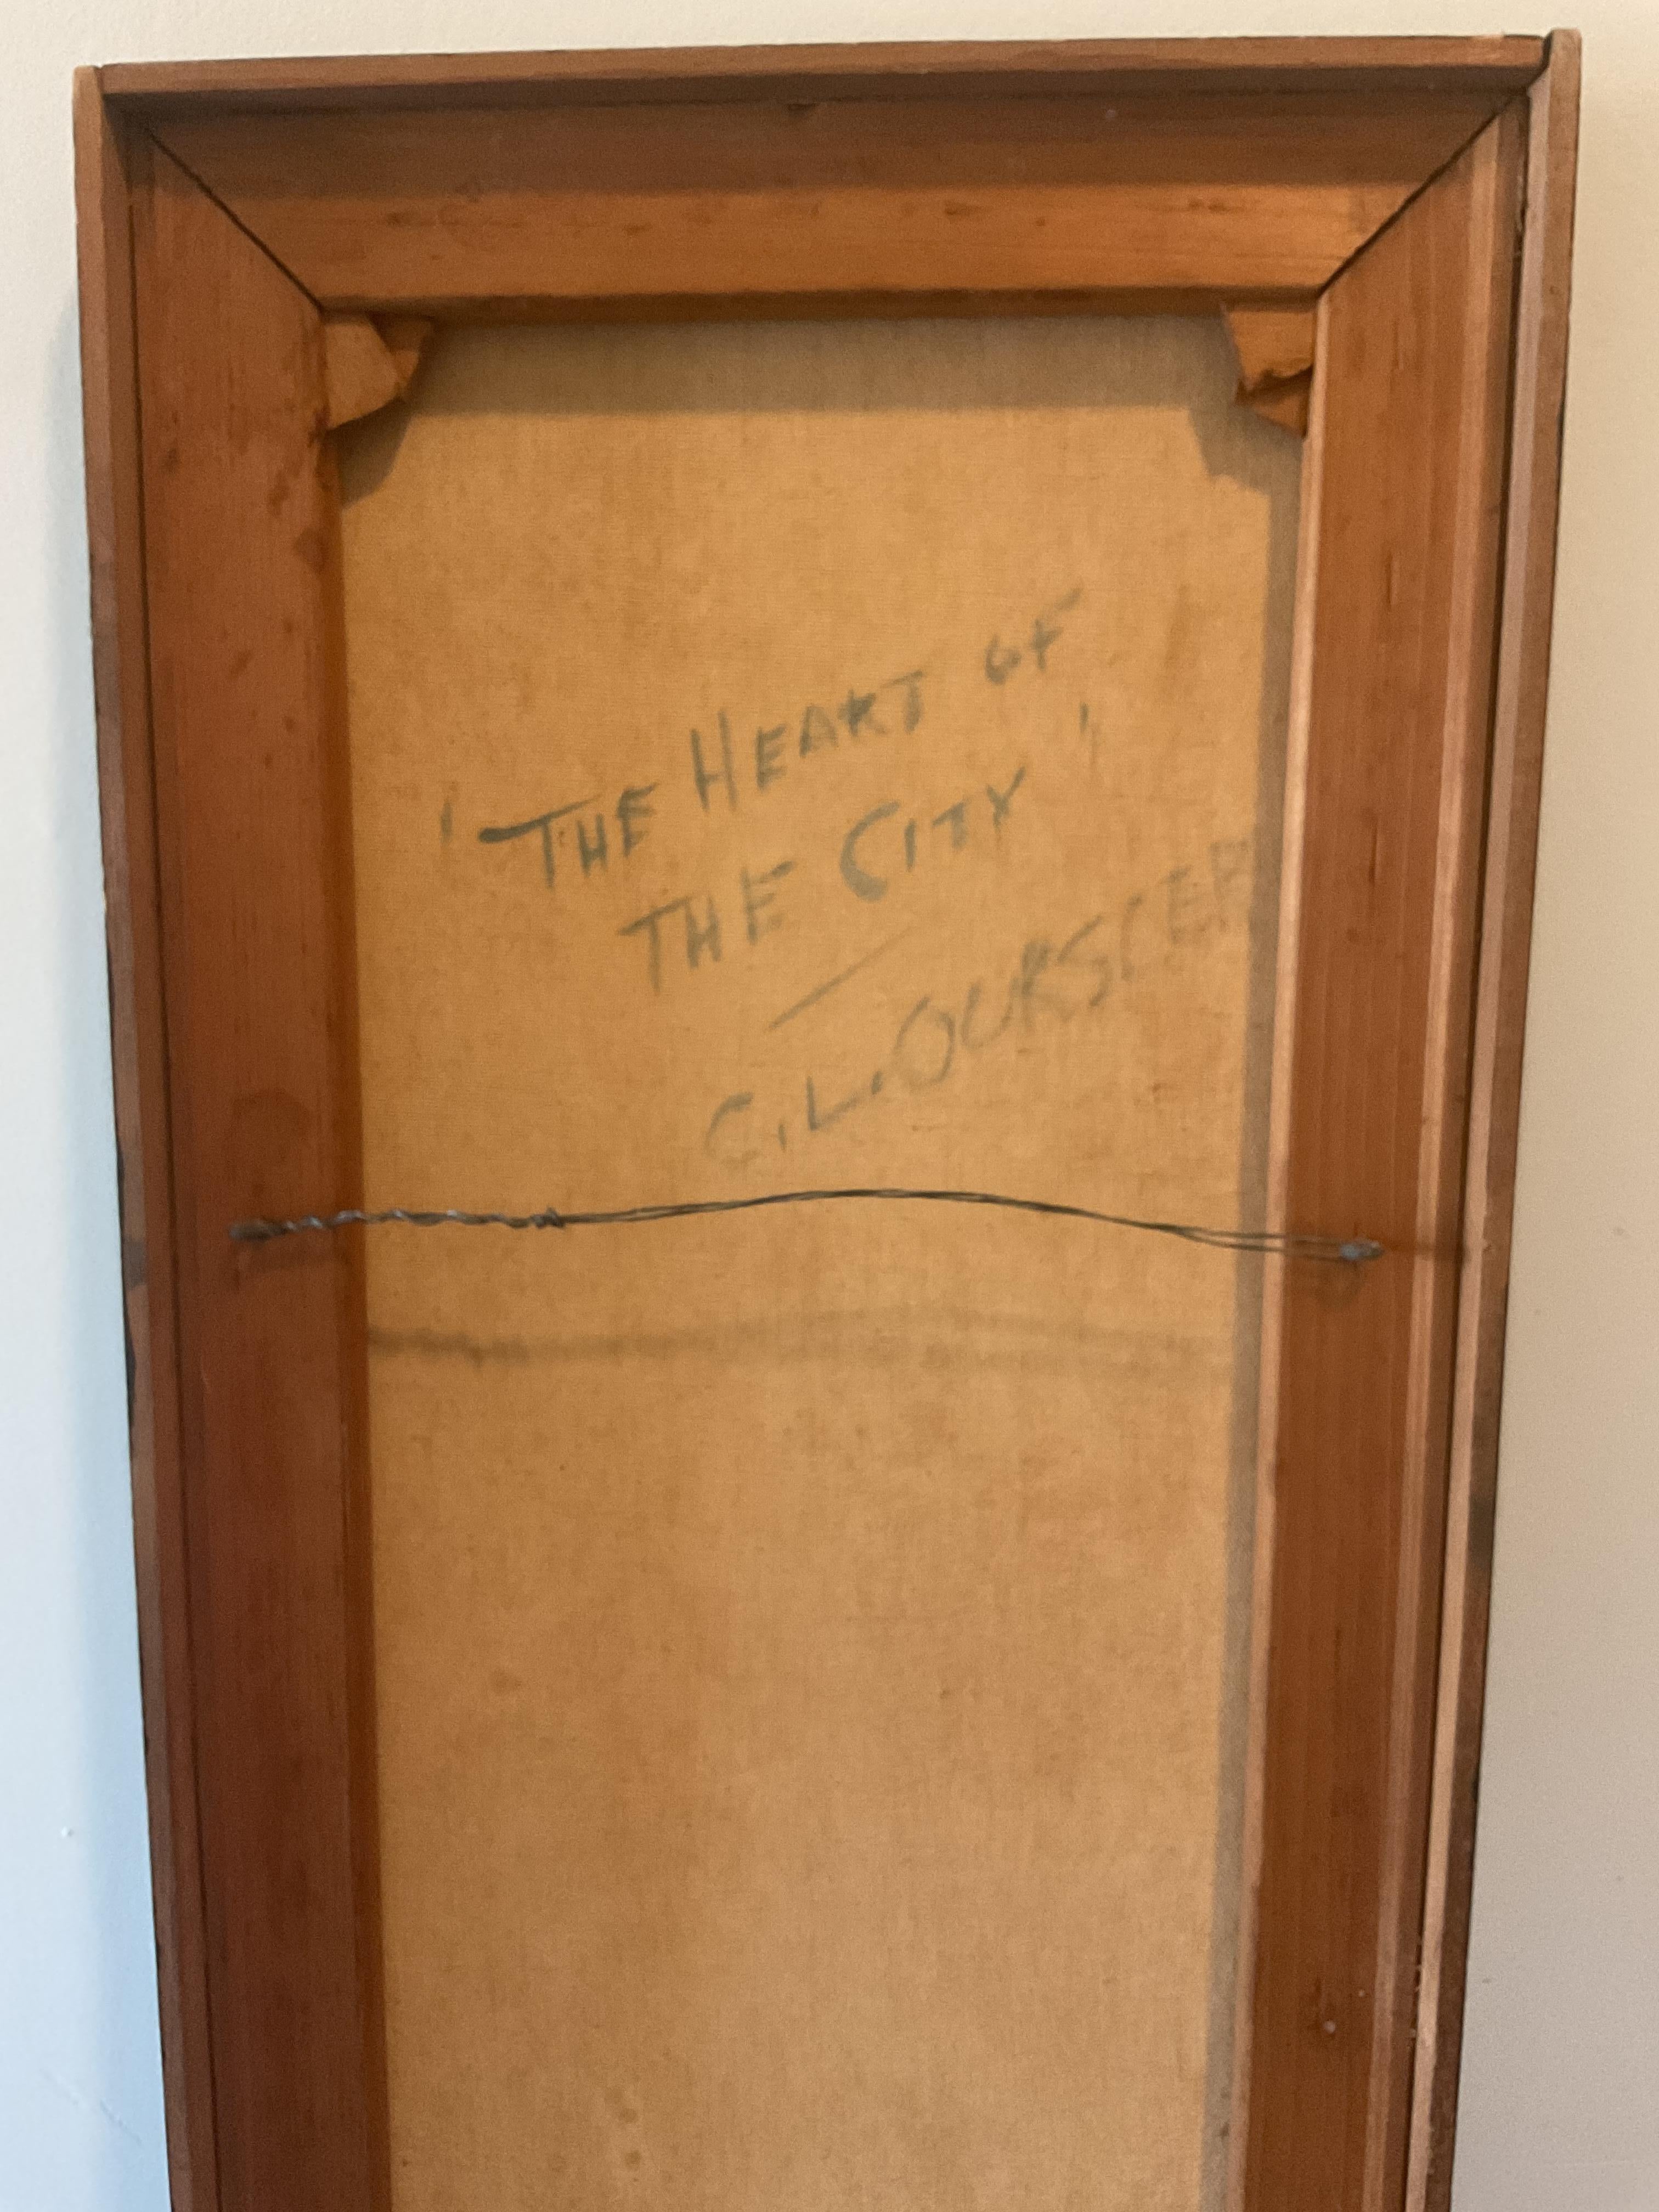 'THE HEART OF
THE CITY'
C.L.OURSLER